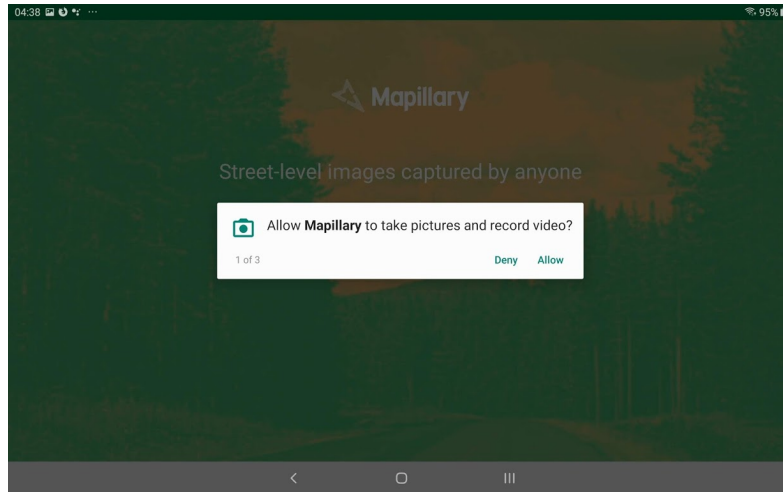 04:38 95%
Mapillary
Street-level images captured by anyone
Allow Mapillary to take pictures and record video?
1 of 3 Deny Allow